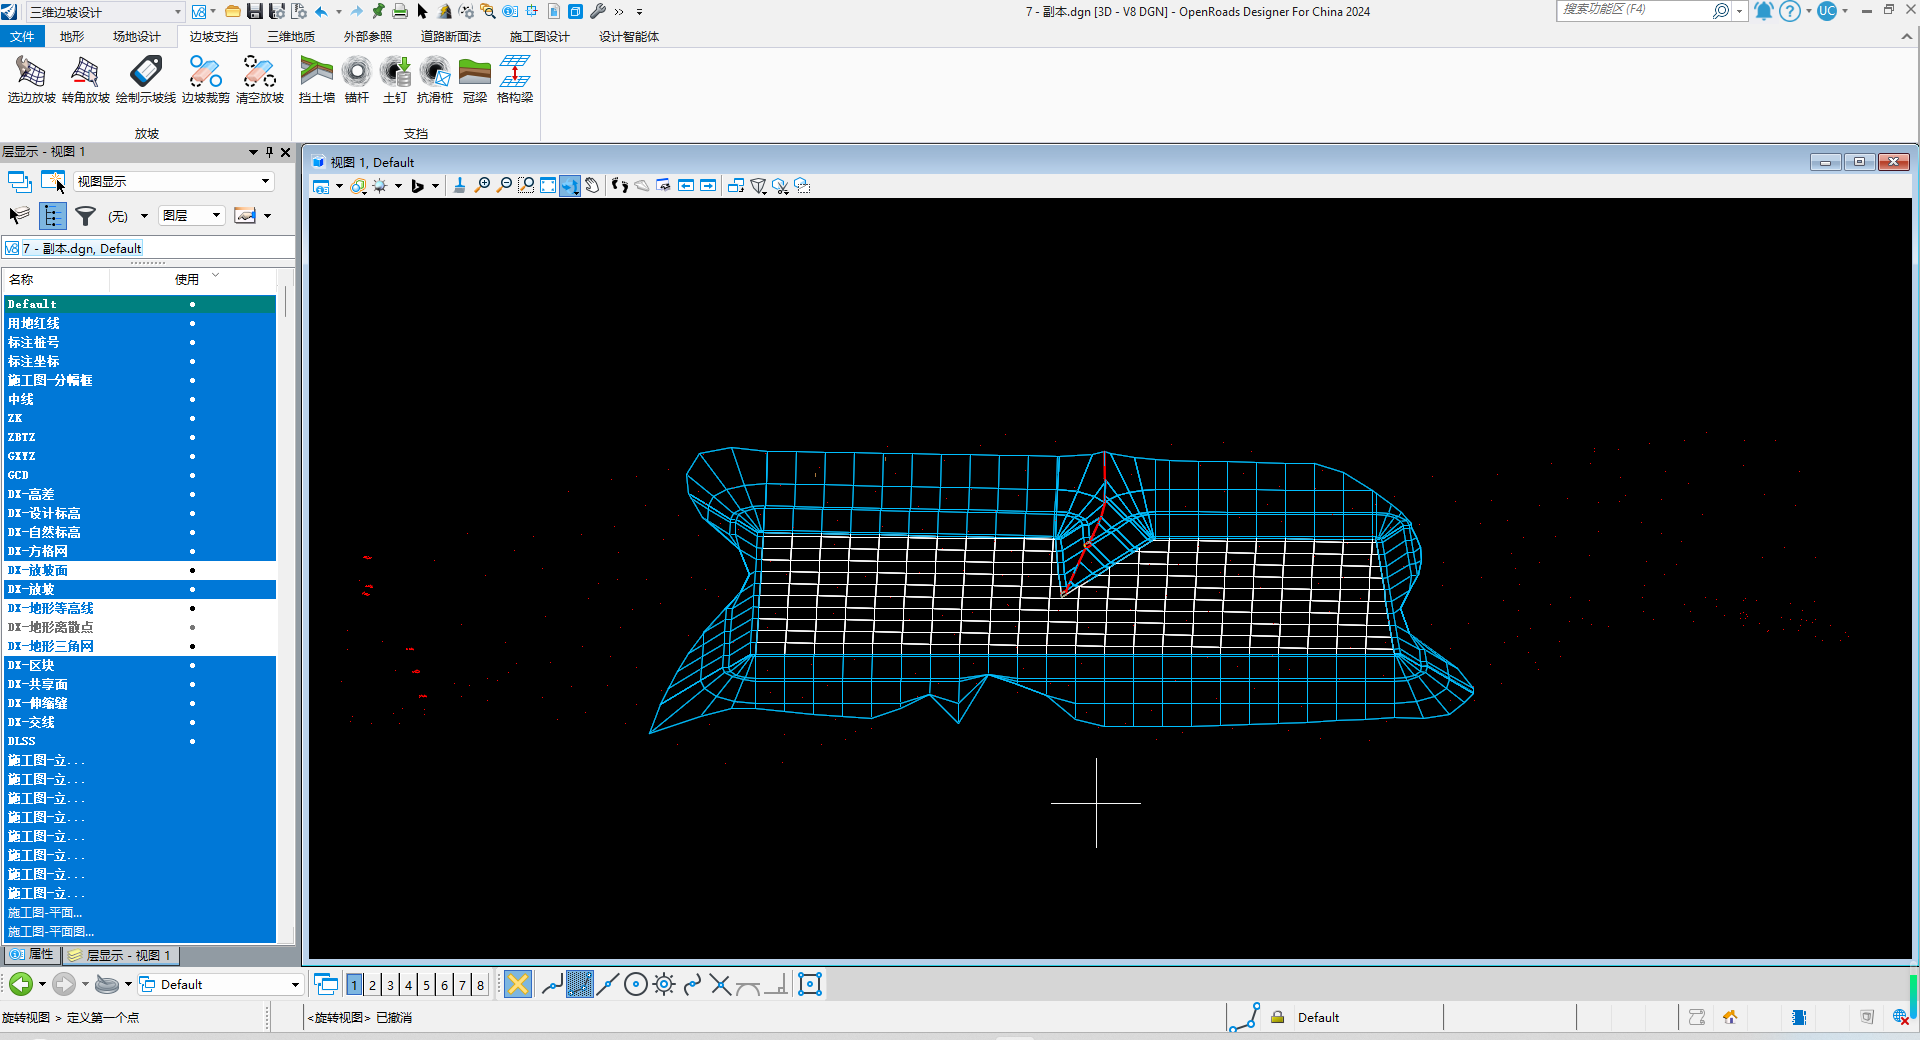 三维边坡设计
7 - 副本.dgn [3D - V8 DGN] - OpenRoads Designer For China 2024
搜索功能区(F4)
UC
文件 地形 场地设计 边坡支挡 三维地质 外部参照 道路断面法 施工图设计 设计智能体
选边放坡 转角放坡 绘制示坡线 边坡裁剪 清空放坡 挡土墙 锚杆 土钉 抗滑桩 冠梁 格构梁
放坡 支挡
层显示 - 视图 1
视图 1, Default
视图显示
(无) 图层
7 - 副本.dgn, Default
名称 使用
Default
用地红线
标注桩号
标注坐标
施工图-分幅框
中线
ZK
ZBTZ
GXYZ
GCD
DX-高差
DX-设计标高
DX-自然标高
DX-方格网
DX-放坡面
DX-放坡
DX-地形等高线
DX-地形离散点
DX-地形三角网
DX-区块
DX-共享面
DX-伸缩缝
DX-交线
DLSS
施工图-立...
施工图-立...
施工图-立...
施工图-立...
施工图-立...
施工图-立...
施工图-立...
施工图-立...
施工图-平面...
施工图-平面图...
属性 层显示 - 视图 1
Default 1 2 3 4 5 6 7 8
旋转视图 > 定义第一个点 <旋转视图> 已撤消 Default